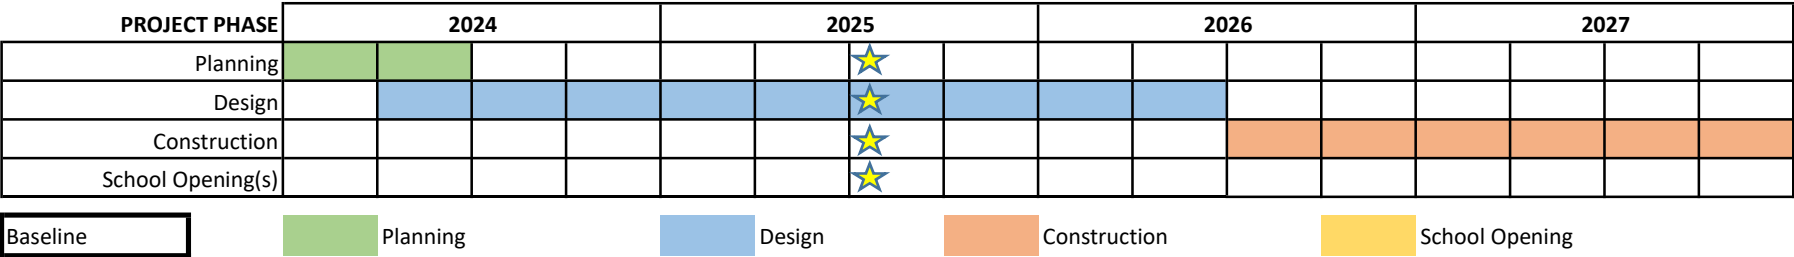 PROJECT PHASE 2024 2025 2026 2027
Planning
Design
Construction
School Opening(s)
Baseline Planning Design Construction School Opening